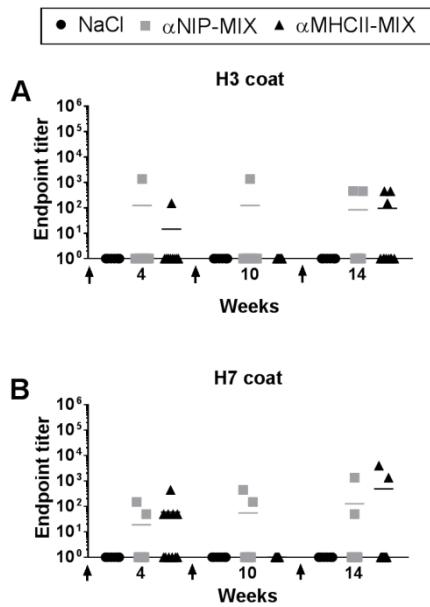 ● NaCl ■ αNIP-MIX ▲ αMHCII-MIX
A
H3 coat
Endpoint titer
10⁶
10⁵
10⁴
10³
10²
10¹
10⁰
4 10 14
Weeks
B
H7 coat
Endpoint titer
10⁶
10⁵
10⁴
10³
10²
10¹
10⁰
4 10 14
Weeks